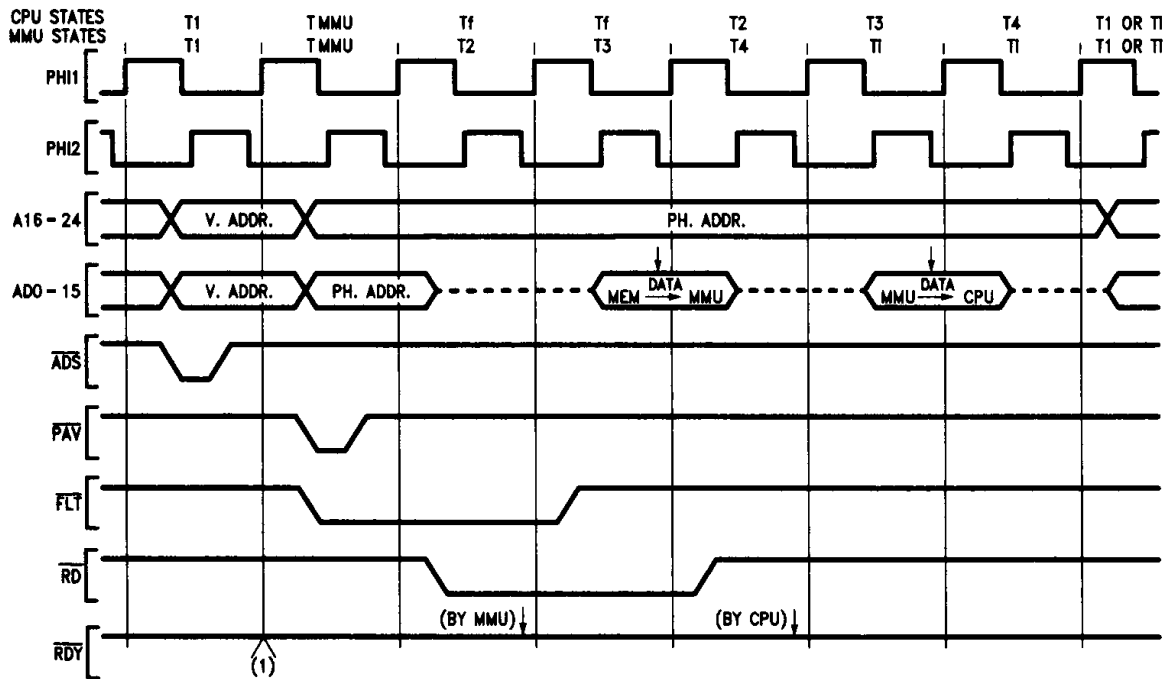 CPU STATES T1 TMMU Tf Tf T2 T3 T4 T1 OR TI
MMU STATES T1 TMMU T2 T3 T4 TI TI T1 OR TI
PHI1
PHI2
A16-24 V. ADDR. PH. ADDR.
AD0-15 V. ADDR. PH. ADDR. MEM DATA → MMU MMU DATA → CPU
ADS
PAV
FLT
RD
(BY MMU) (BY CPU)
RDY
(1)